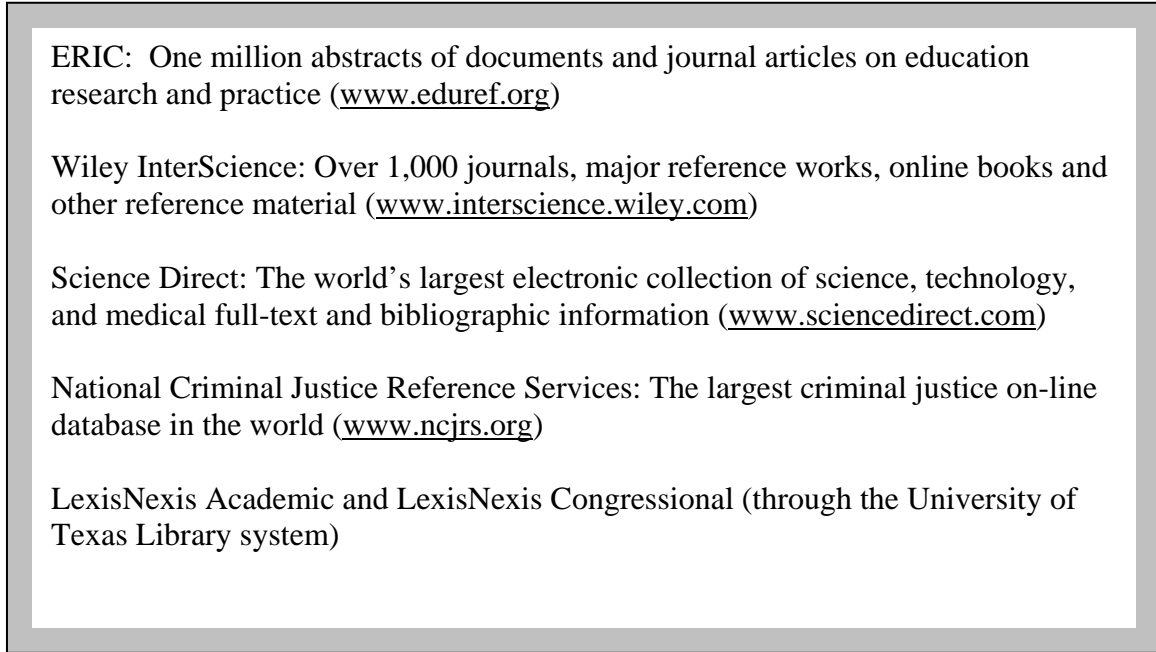 ERIC:  One million abstracts of documents and journal articles on education
research and practice (www.eduref.org)
Wiley InterScience: Over 1,000 journals, major reference works, online books and
other reference material (www.interscience.wiley.com)
Science Direct: The world’s largest electronic collection of science, technology,
and medical full-text and bibliographic information (www.sciencedirect.com)
National Criminal Justice Reference Services: The largest criminal justice on-line
database in the world (www.ncjrs.org)
LexisNexis Academic and LexisNexis Congressional (through the University of
Texas Library system)